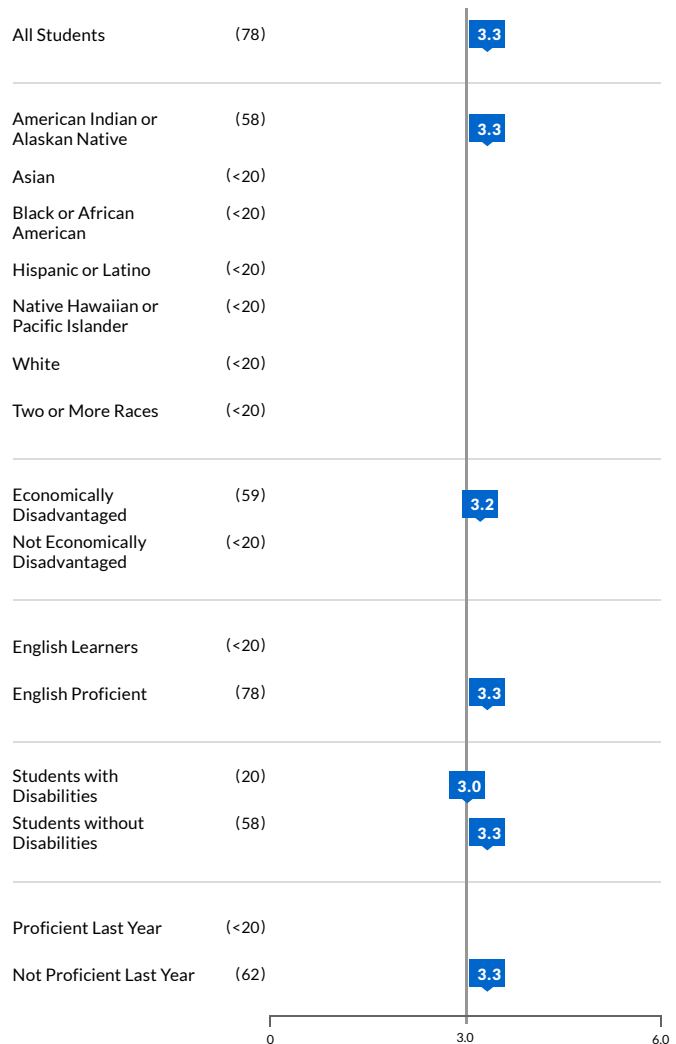 All Students (78) 3.3
American Indian or (58) 3.3
Alaskan Native
Asian (<20)
Black or African (<20)
American
Hispanic or Latino (<20)
Native Hawaiian or (<20)
Pacific Islander
White (<20)
Two or More Races (<20)
Economically (59) 3.2
Disadvantaged
Not Economically (<20)
Disadvantaged
English Learners (<20)
English Proficient (78) 3.3
Students with (20) 3.0
Disabilities
Students without (58) 3.3
Disabilities
Proficient Last Year (<20)
Not Proficient Last Year (62) 3.3
0 3.0 6.0